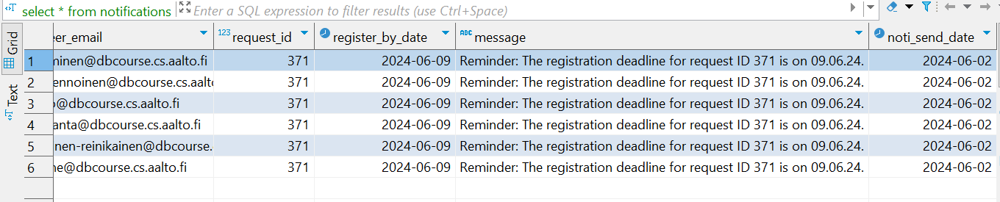 select * from notifications Enter a SQL expression to filter results (use Ctrl+Space)
Grid
Text
er_email 123 request_id register_by_date ABC message noti_send_date
1 minen@dbcourse.cs.aalto.fi 371 2024-06-09 Reminder: The registration deadline for request ID 371 is on 09.06.24. 2024-06-02
2 ennoinen@dbcourse.cs.aalt 371 2024-06-09 Reminder: The registration deadline for request ID 371 is on 09.06.24. 2024-06-02
3 @dbcourse.cs.aalto.fi 371 2024-06-09 Reminder: The registration deadline for request ID 371 is on 09.06.24. 2024-06-02
4 anta@dbcourse.cs.aalto.fi 371 2024-06-09 Reminder: The registration deadline for request ID 371 is on 09.06.24. 2024-06-02
5 nen-reinikainen@dbcourse. 371 2024-06-09 Reminder: The registration deadline for request ID 371 is on 09.06.24. 2024-06-02
6 ne@dbcourse.cs.aalto.fi 371 2024-06-09 Reminder: The registration deadline for request ID 371 is on 09.06.24. 2024-06-02